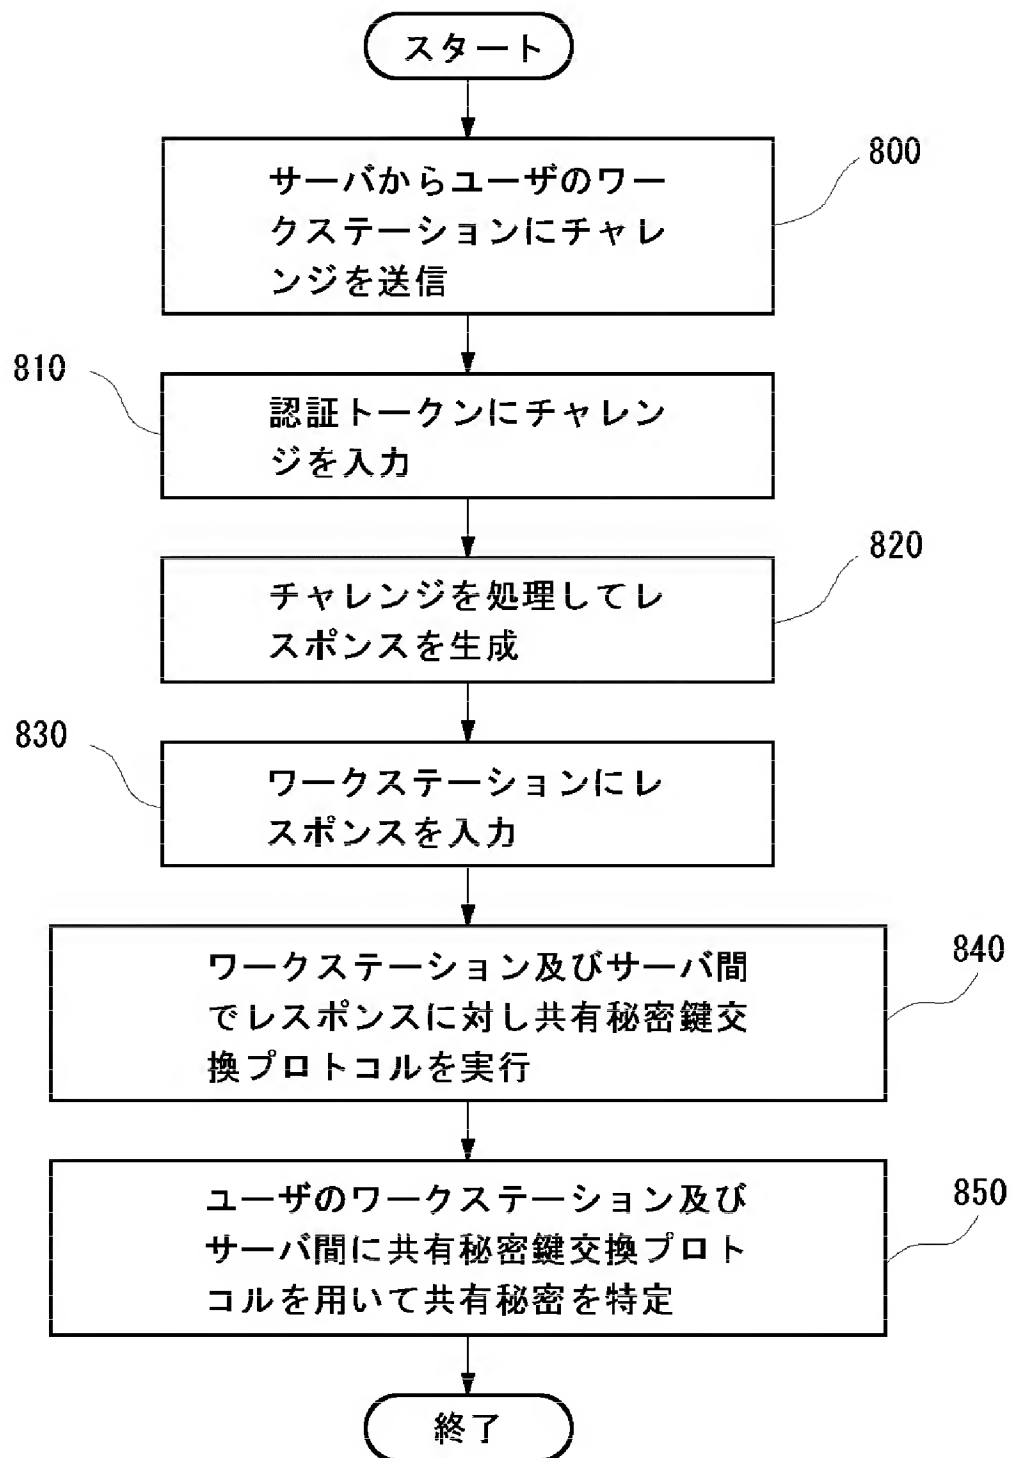 スタート
サーバからユーザのワー
クステーションにチャレ
ンジを送信
800
810
認証トークンにチャレン
ジを入力
820
チャレンジを処理してレ
スポンスを生成
830
ワークステーションにレ
スポンスを入力
ワークステーション及びサーバ間
でレスポンスに対し共有秘密鍵交
換プロトコルを実行
840
ユーザのワークステーション及び
サーバ間に共有秘密鍵交換プロト
コルを用いて共有秘密を特定
850
終了